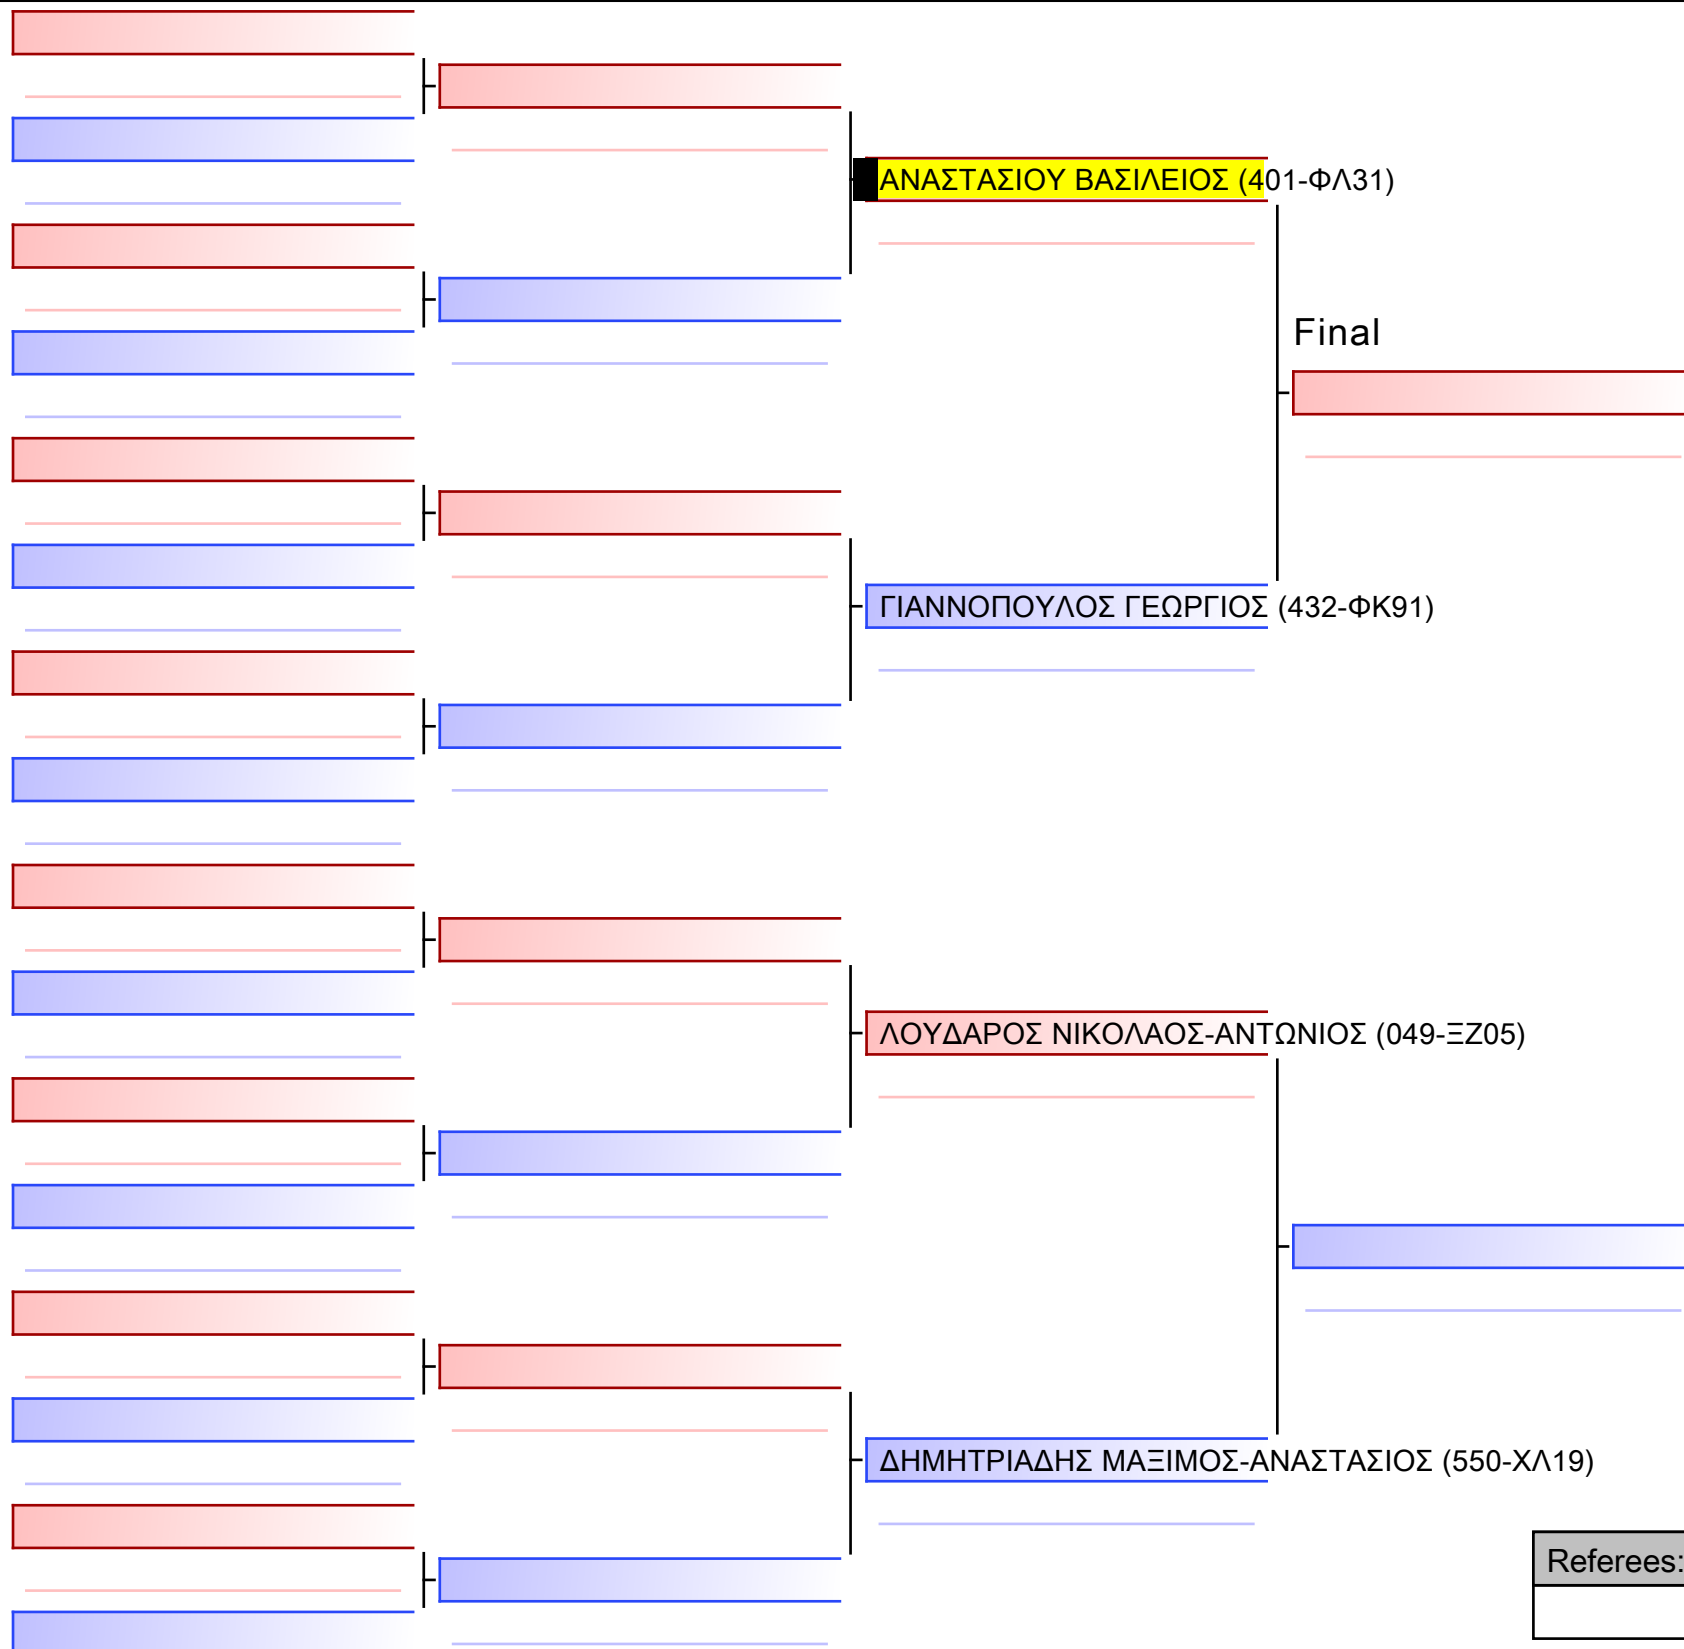 ΑΝΑΣΤΑΣΙΟΥ ΒΑΣΙΛΕΙΟΣ (401-ΦΛ31)
Final
ΓΙΑΝΝΟΠΟΥΛΟΣ ΓΕΩΡΓΙΟΣ (432-ΦΚ91)
ΛΟΥΔΑΡΟΣ ΝΙΚΟΛΑΟΣ-ΑΝΤΩΝΙΟΣ (049-ΞΖ05)
ΔΗΜΗΤΡΙΑΔΗΣ ΜΑΞΙΜΟΣ-ΑΝΑΣΤΑΣΙΟΣ (550-ΧΛ19)
Referees: